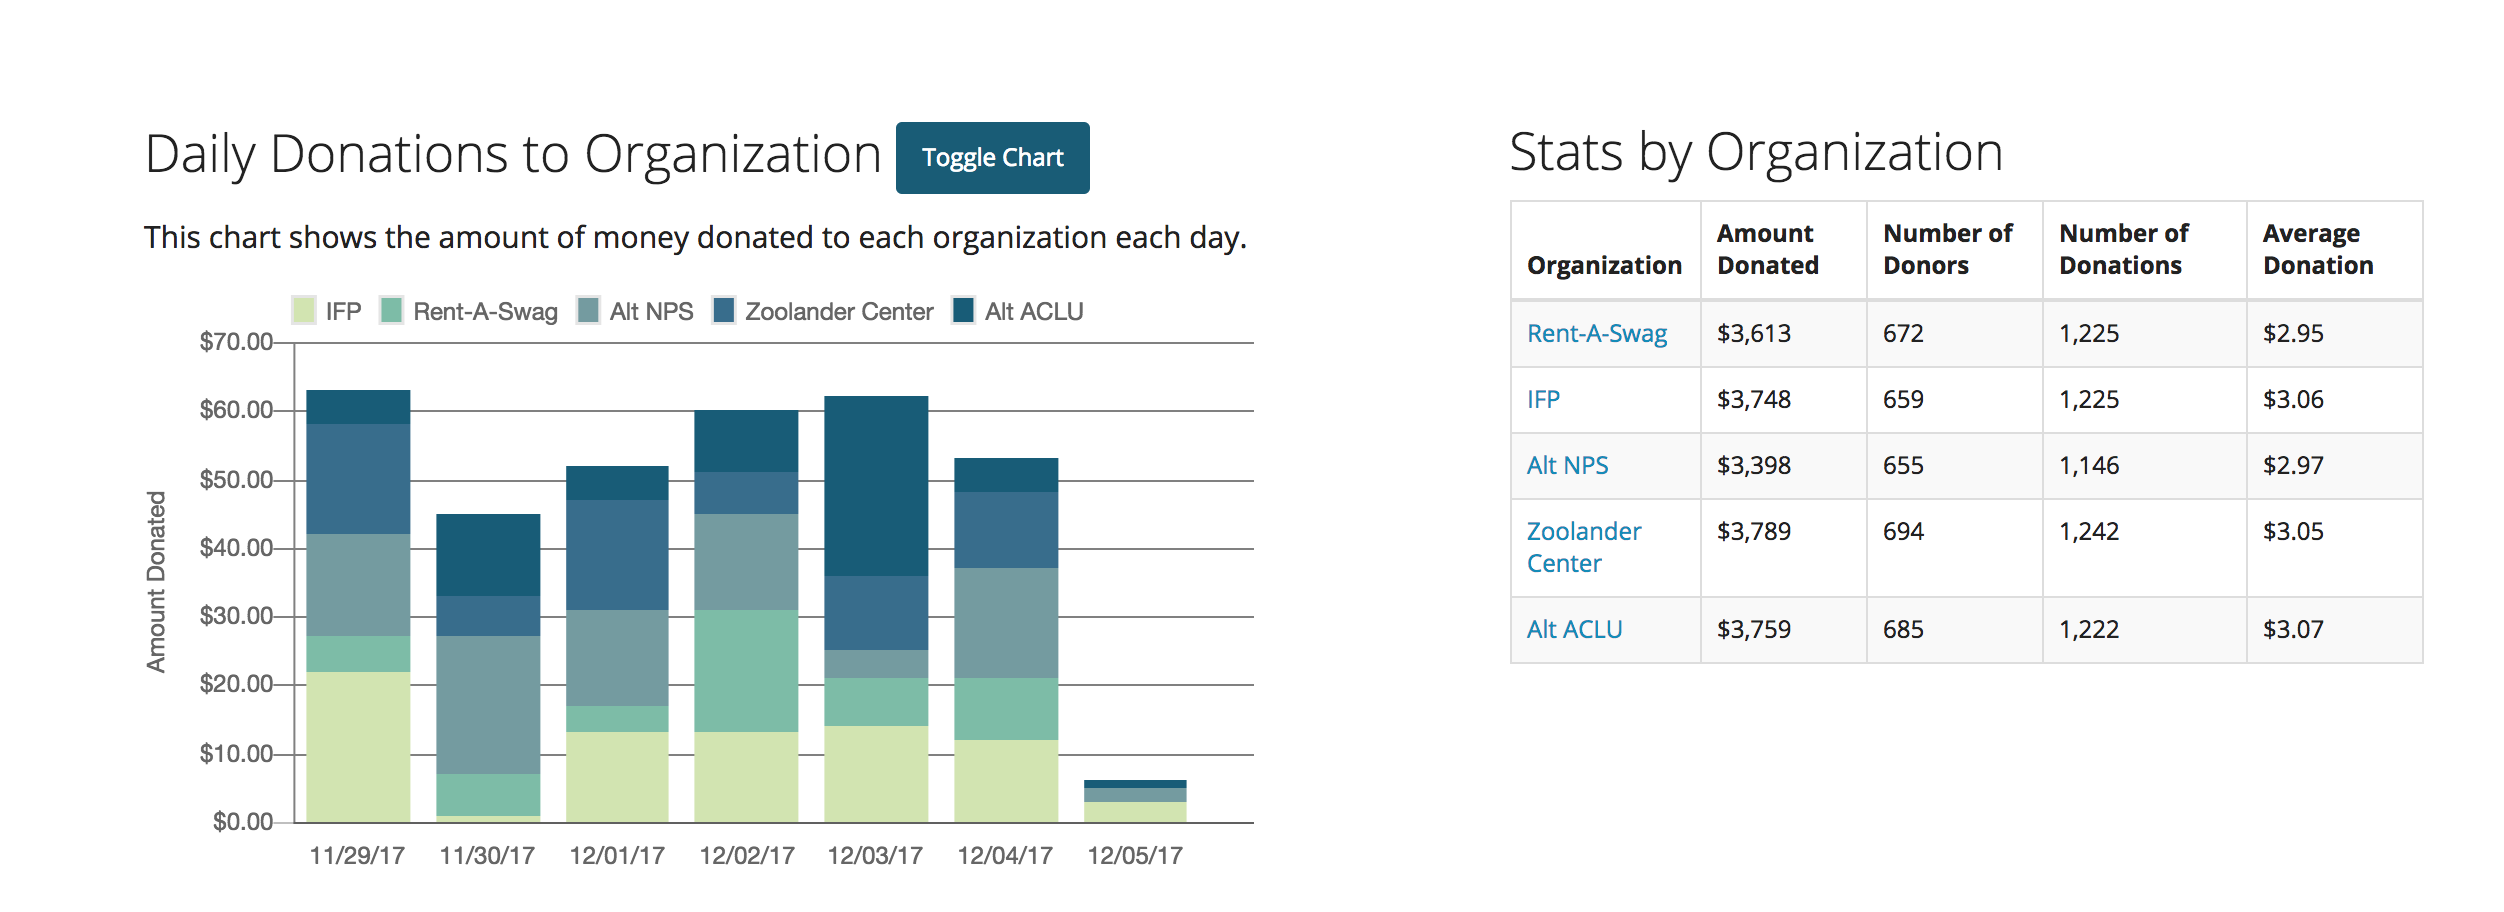 Daily Donations to Organization
Toggle Chart
This chart shows the amount of money donated to each organization each day.
IFP Rent-A-Swag Alt NPS Zoolander Center Alt ACLU
Amount Donated
$70.00
$60.00
$50.00
$40.00
$30.00
$20.00
$10.00
$0.00
11/29/17 11/30/17 12/01/17 12/02/17 12/03/17 12/04/17 12/05/17
Stats by Organization
Organization Amount Donated Number of Donors Number of Donations Average Donation
Rent-A-Swag $3,613 672 1,225 $2.95
IFP $3,748 659 1,225 $3.06
Alt NPS $3,398 655 1,146 $2.97
Zoolander Center $3,789 694 1,242 $3.05
Alt ACLU $3,759 685 1,222 $3.07